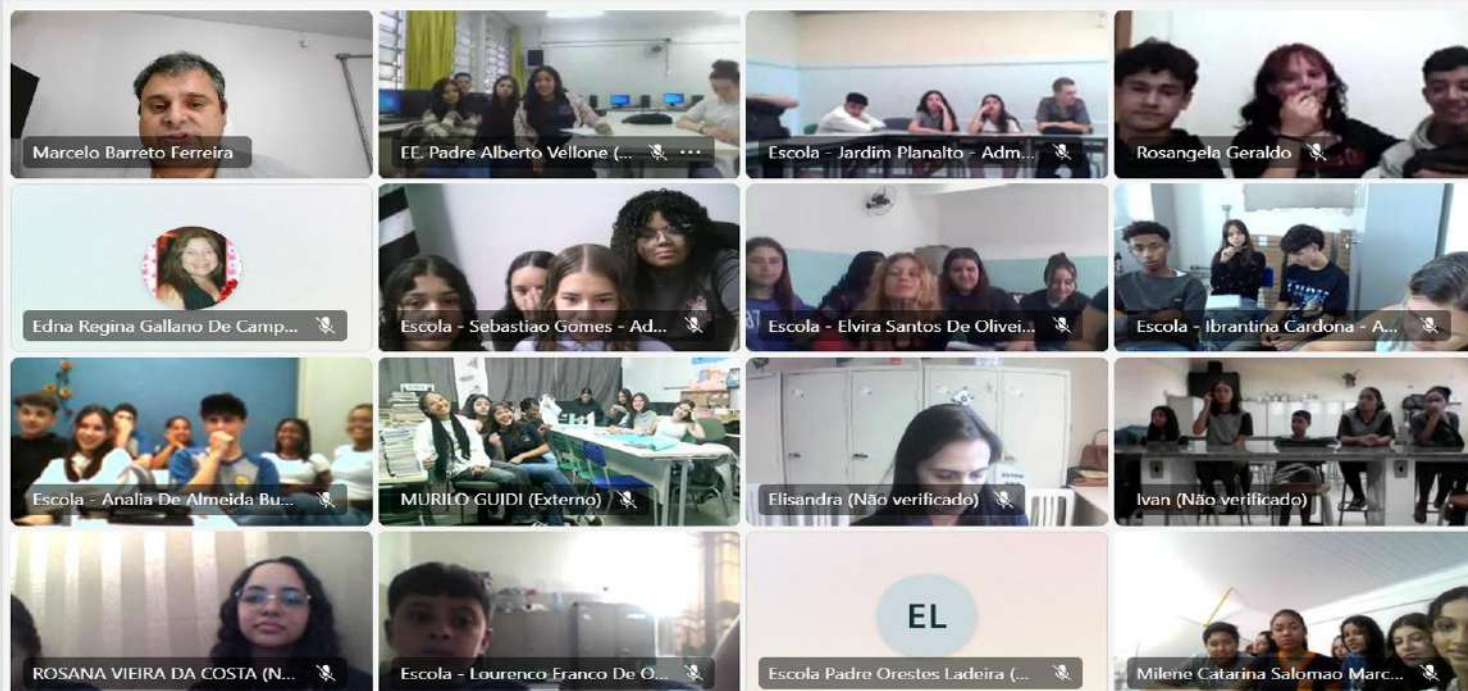 Marcelo Barreto Ferreira
EE. Padre Alberto Vellone (...
Escola - Jardim Planalto - Adm...
Rosangela Geraldo
Edna Regina Gallano De Camp...
Escola - Sebastiao Gomes - Ad...
Escola - Elvira Santos De Olivei...
Escola - Ibrantina Cardona - A...
Escola - Analia De Almeida Bu...
MURILO GUIDI (Externo)
Elisandra (Não verificado)
Ivan (Não verificado)
ROSANA VIEIRA DA COSTA (N...
Escola - Lourenco Franco De O...
EL
Escola Padre Orestes Ladeira (...
Milene Catarina Salomao Marc...